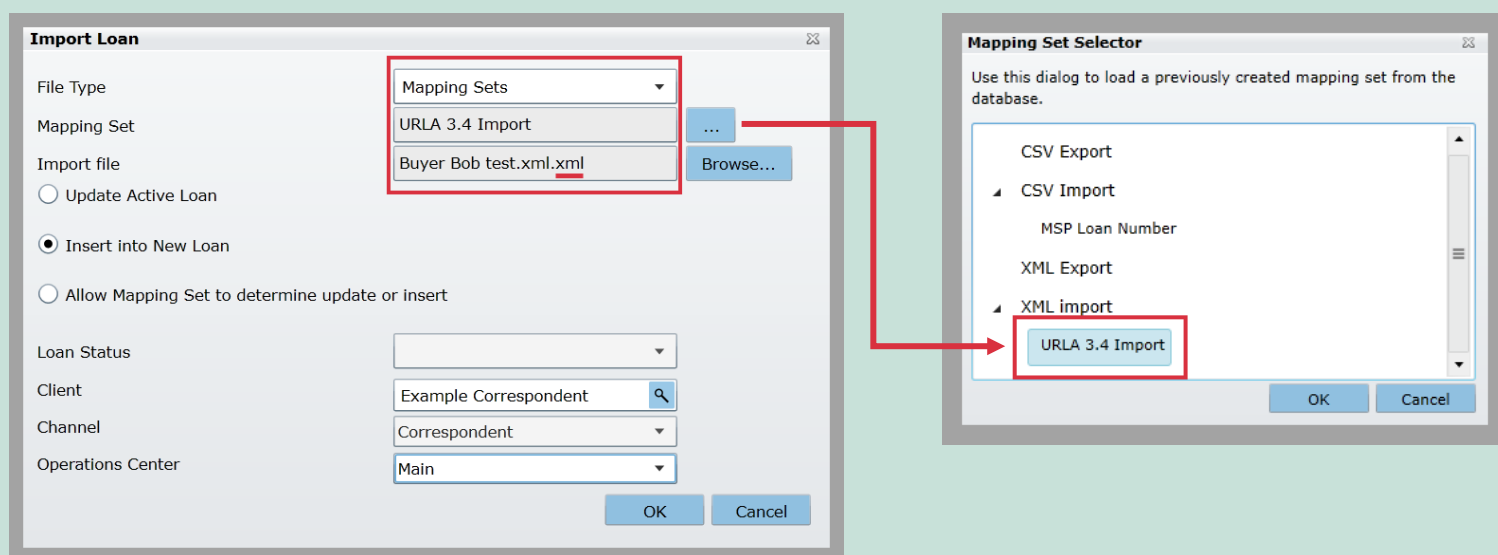 Import Loan
File Type
Mapping Sets
Mapping Set
URLA 3.4 Import
...
Import file
Buyer Bob test.xml.xml
Browse...
Update Active Loan
Insert into New Loan
Allow Mapping Set to determine update or insert
Loan Status
Client
Example Correspondent
Channel
Correspondent
Operations Center
Main
OK
Cancel
Mapping Set Selector
Use this dialog to load a previously created mapping set from the
database.
CSV Export
CSV Import
MSP Loan Number
XML Export
XML import
URLA 3.4 Import
OK
Cancel